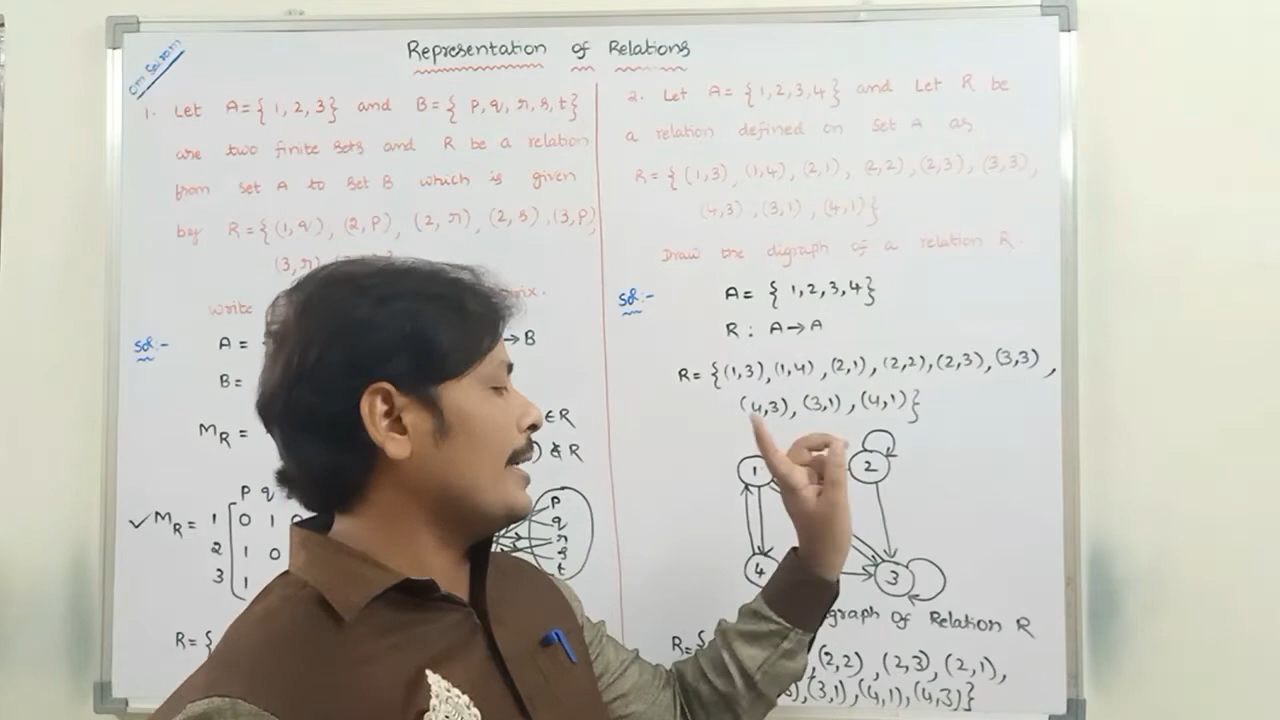 Om Sairam
Representation of Relations
1. Let A = { 1, 2, 3 } and B = { p, q, r, s, t }
are two finite sets and R be a relation
from set A to set B which is given
by R = { (1, q), (2, p), (2, r), (2, s), (3, p),
(3, r)
write
Sol:-
A = → B
B =
M_R = ∈ R
) ∉ R
p q
✓ M_R = 1 [ 0 1 0
2 1 0
3 1
p
q
r
s
t
R = {
2. Let A = { 1, 2, 3, 4 } and Let R be
a relation defined on set A as
R = { (1,3), (1,4), (2,1), (2,2), (2,3), (3,3),
(4,3), (3,1), (4,1) }
Draw the digraph of a relation R.
Sol:-
A = { 1, 2, 3, 4 }
R : A → A
R = { (1,3), (1,4), (2,1), (2,2), (2,3), (3,3),
(4,3), (3,1), (4,1) }
1 2
4 3
graph Of Relation R
R = { (2,2), (2,3), (2,1),
(3,1), (4,1), (4,3) }